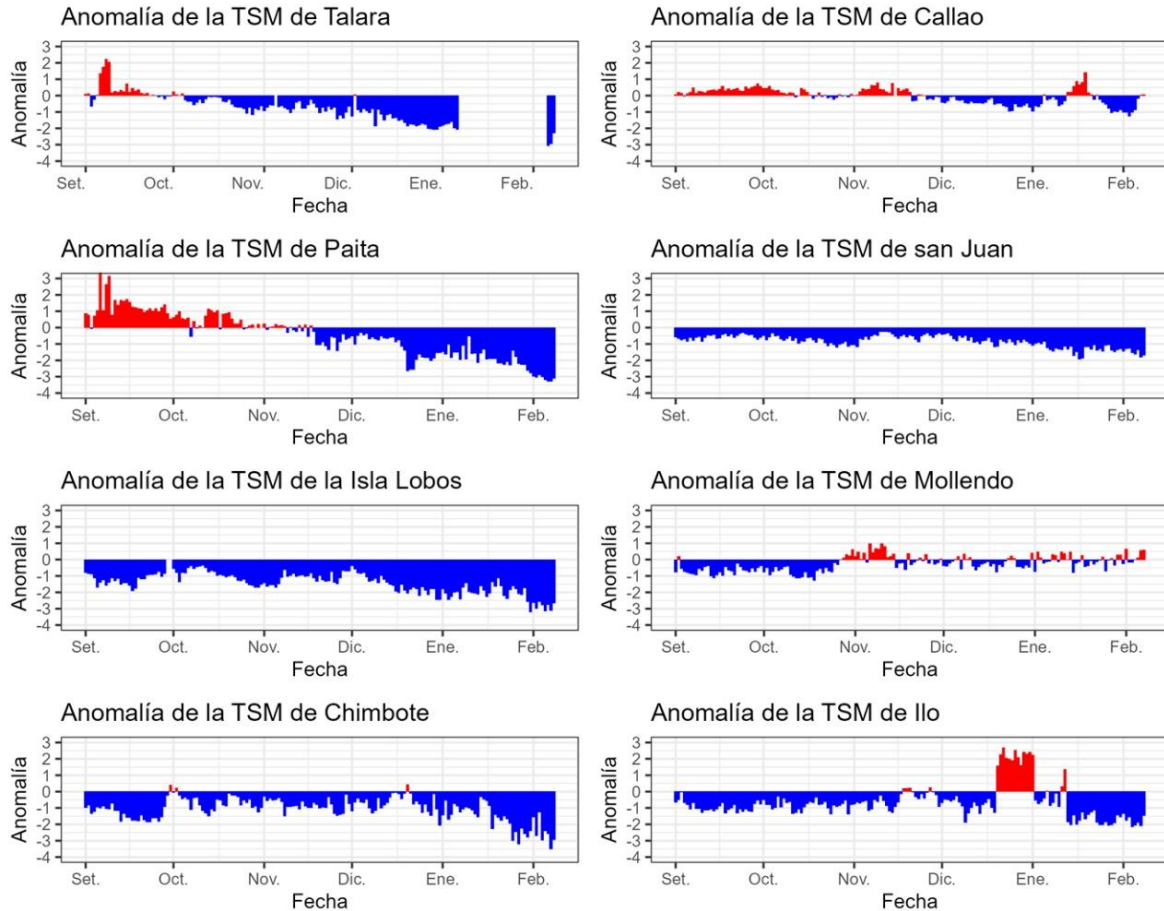 Anomalía de la TSM de Talara
Anomalía
3
2
1
0
-1
-2
-3
-4
Set. Oct. Nov. Dic. Ene. Feb.
Fecha
Anomalía de la TSM de Callao
Anomalía
3
2
1
0
-1
-2
-3
-4
Set. Oct. Nov. Dic. Ene. Feb.
Fecha
Anomalía de la TSM de Paita
Anomalía
3
2
1
0
-1
-2
-3
-4
Set. Oct. Nov. Dic. Ene. Feb.
Fecha
Anomalía de la TSM de san Juan
Anomalía
3
2
1
0
-1
-2
-3
-4
Set. Oct. Nov. Dic. Ene. Feb.
Fecha
Anomalía de la TSM de la Isla Lobos
Anomalía
3
2
1
0
-1
-2
-3
-4
Set. Oct. Nov. Dic. Ene. Feb.
Fecha
Anomalía de la TSM de Mollendo
Anomalía
3
2
1
0
-1
-2
-3
-4
Set. Oct. Nov. Dic. Ene. Feb.
Fecha
Anomalía de la TSM de Chimbote
Anomalía
3
2
1
0
-1
-2
-3
-4
Set. Oct. Nov. Dic. Ene. Feb.
Fecha
Anomalía de la TSM de Ilo
Anomalía
3
2
1
0
-1
-2
-3
-4
Set. Oct. Nov. Dic. Ene. Feb.
Fecha